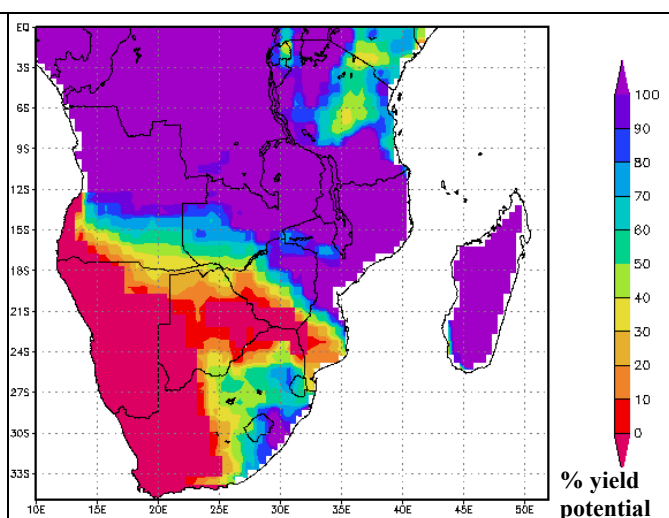 EQ
3S
6S
9S
12S
15S
18S
21S
24S
27S
30S
33S
10E 15E 20E 25E 30E 35E 40E 45E 50E
100
90
80
70
60
50
40
30
20
10
0
% yield
potential